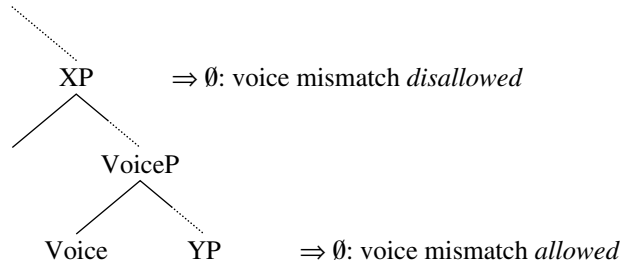 XP ⇒ ∅: voice mismatch disallowed
VoiceP
Voice YP ⇒ ∅: voice mismatch allowed